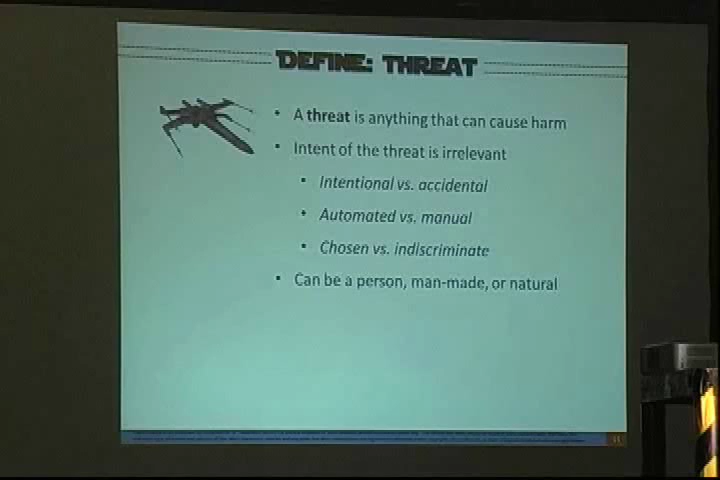 DEFINE: THREAT
• A threat is anything that can cause harm
• Intent of the threat is irrelevant
• Intentional vs. accidental
• Automated vs. manual
• Chosen vs. indiscriminate
• Can be a person, man-made, or natural